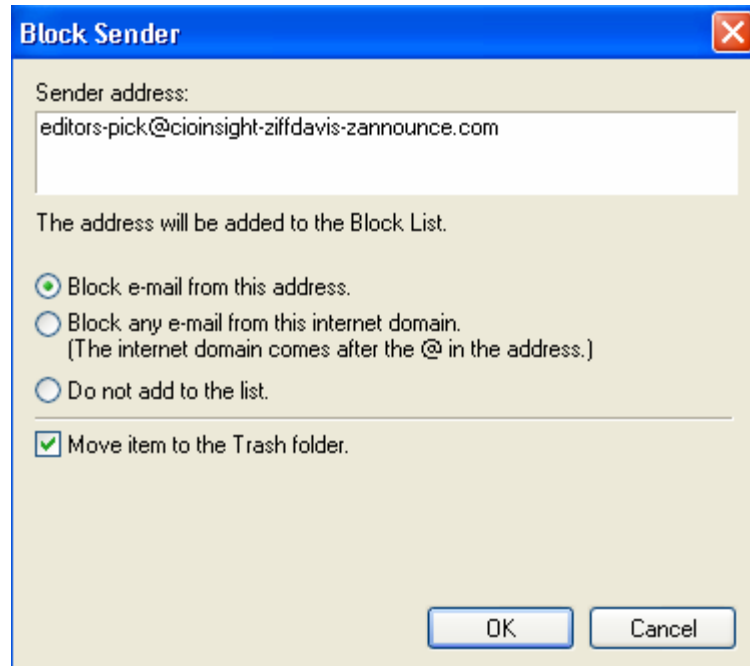 Block Sender
Sender address:
editors-pick@cioinsight-ziffdavis-zannounce.com
The address will be added to the Block List.
Block e-mail from this address.
Block any e-mail from this internet domain.
(The internet domain comes after the @ in the address.)
Do not add to the list.
Move item to the Trash folder.
OK
Cancel